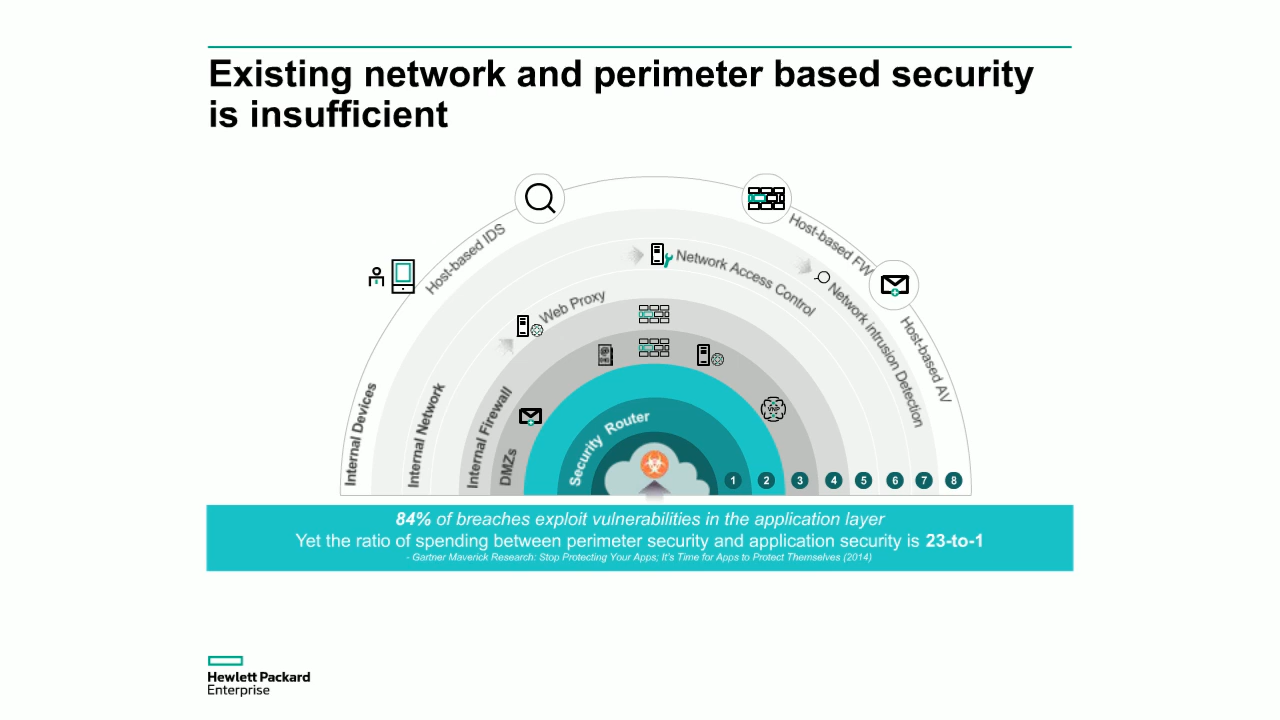 Existing network and perimeter based security
is insufficient
Host-based IDS
Host-based FW
Network Access Control
Web Proxy
Network intrusion Detection
Host-based AV
Internal Devices
Internal Network
Internal Firewall
DMZs
VNP
Security Router
1 2 3 4 5 6 7 8
84% of breaches exploit vulnerabilities in the application layer
Yet the ratio of spending between perimeter security and application security is 23-to-1
- Gartner Maverick Research: Stop Protecting Your Apps; It's Time for Apps to Protect Themselves (2014)
Hewlett Packard
Enterprise